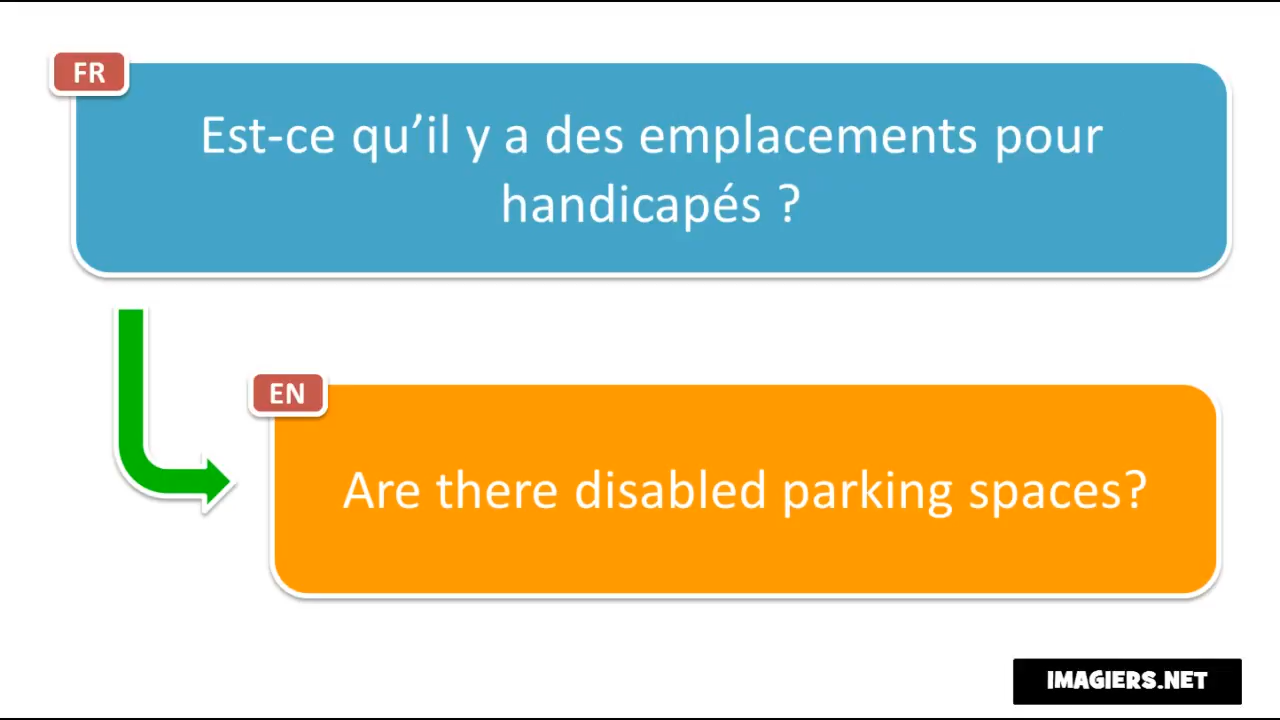 FR
Est-ce qu’il y a des emplacements pour
handicapés ?
EN
Are there disabled parking spaces?
IMAGIERS.NET